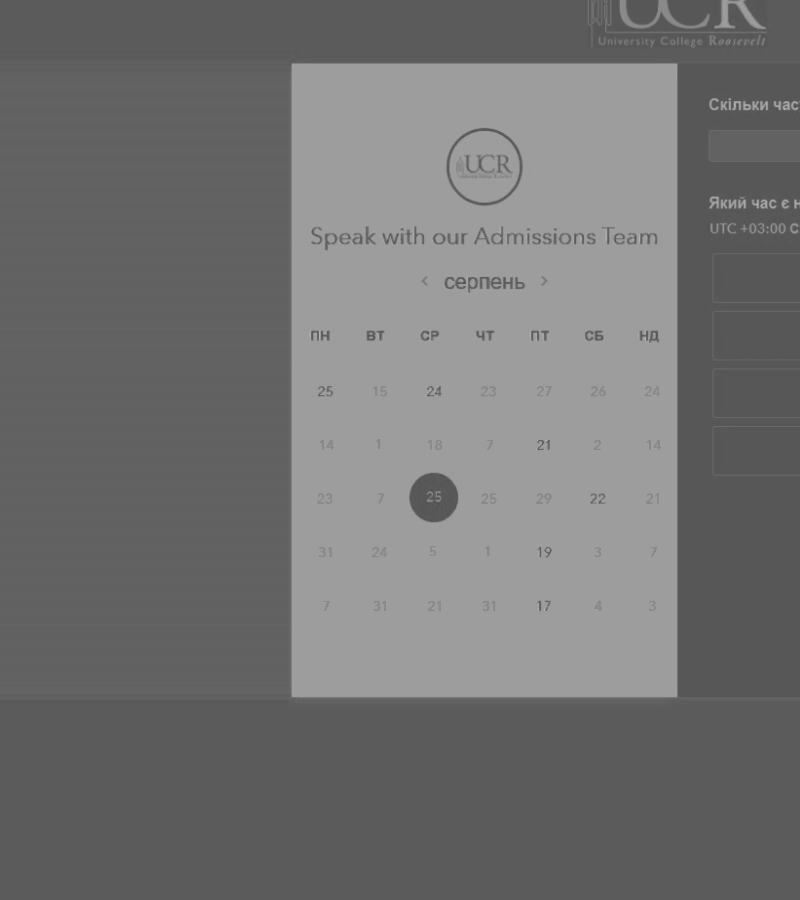 UCR
University College Roosevelt
UCR
Speak with our Admissions Team
< серпень >
ПН ВТ СР ЧТ ПТ СБ НД
25 15 24 23 27 26 24
14 1 18 7 21 2 14
23 7 25 25 29 22 21
31 24 5 1 19 3 7
7 31 21 31 17 4 3
Скільки час
Який час є н
UTC +03:00 С